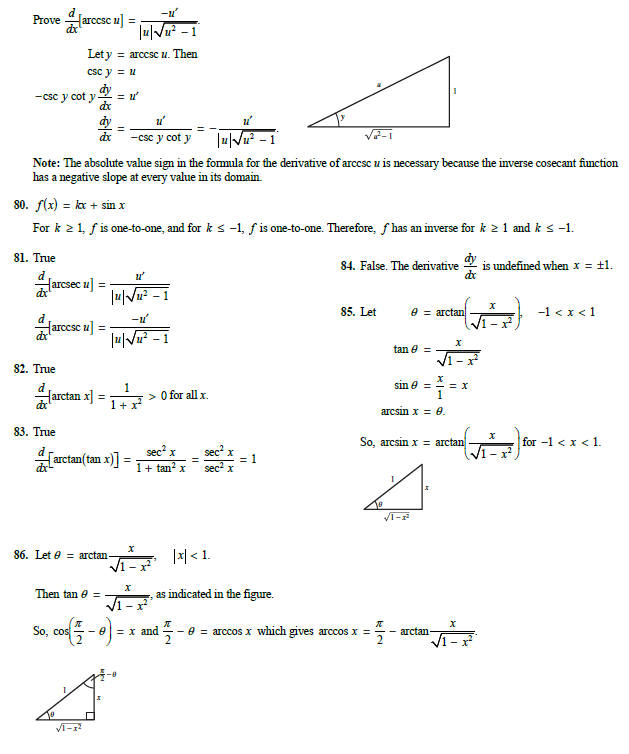 Prove d/dx[arccsc u] = -u′/(|u|√(u² − 1)).
Let y = arccsc u. Then
csc y = u
−csc y cot y dy/dx = u′
dy/dx = u′/(−csc y cot y) = −u′/(|u|√(u² − 1)).
u
1
y
√(u²−1)
Note: The absolute value sign in the formula for the derivative of arccsc u is necessary because the inverse cosecant function
has a negative slope at every value in its domain.
80. f(x) = kx + sin x
For k ≥ 1, f is one-to-one, and for k ≤ −1, f is one-to-one. Therefore, f has an inverse for k ≥ 1 and k ≤ −1.
81. True
d/dx[arcsec u] = u′/(|u|√(u² − 1))
d/dx[arccsc u] = −u′/(|u|√(u² − 1))
82. True
d/dx[arctan x] = 1/(1 + x²) > 0 for all x.
83. True
d/dx[arctan(tan x)] = sec² x/(1 + tan² x) = sec² x/sec² x = 1
84. False. The derivative dy/dx is undefined when x = ±1.
85. Let θ = arctan(x/√(1 − x²)), −1 < x < 1
tan θ = x/√(1 − x²)
sin θ = x/1 = x
arcsin x = θ.
So, arcsin x = arctan(x/√(1 − x²)) for −1 < x < 1.
1
x
θ
√(1−x²)
86. Let θ = arctan x/√(1 − x²), |x| < 1.
Then tan θ = x/√(1 − x²), as indicated in the figure.
So, cos(π/2 − θ) = x and π/2 − θ = arccos x which gives arccos x = π/2 − arctan x/√(1 − x²).
π/2−θ
1
x
θ
√(1−x²)